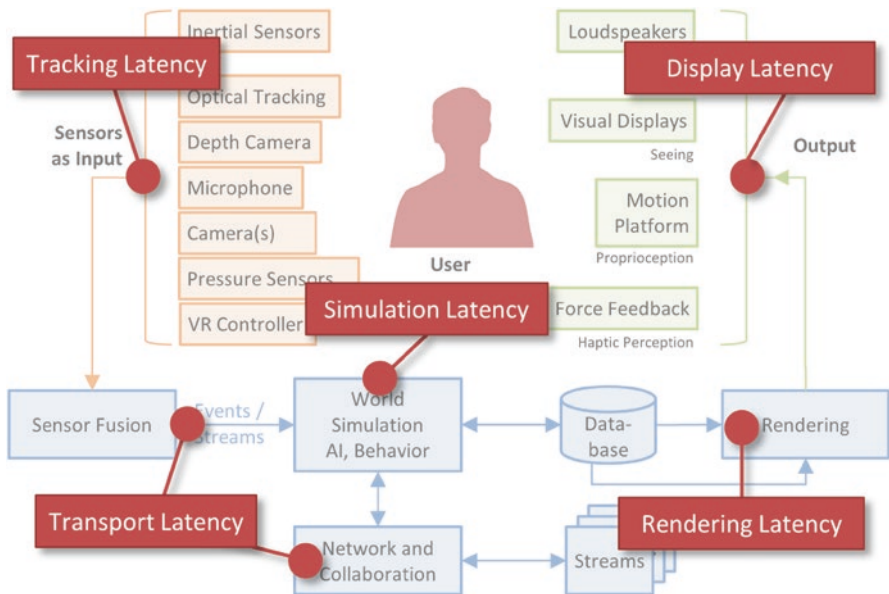 Inertial Sensors
Tracking Latency
Optical Tracking
Sensors
as Input
Depth Camera
Microphone
Camera(s)
Pressure Sensors
VR Controller
User
Loudspeakers
Display Latency
Visual Displays
Seeing
Output
Motion
Platform
Proprioception
Simulation Latency
Force Feedback
Haptic Perception
Sensor Fusion
Events /
Streams
World
Simulation
AI, Behavior
Data-
base
Rendering
Transport Latency
Rendering Latency
Network and
Collaboration
Streams